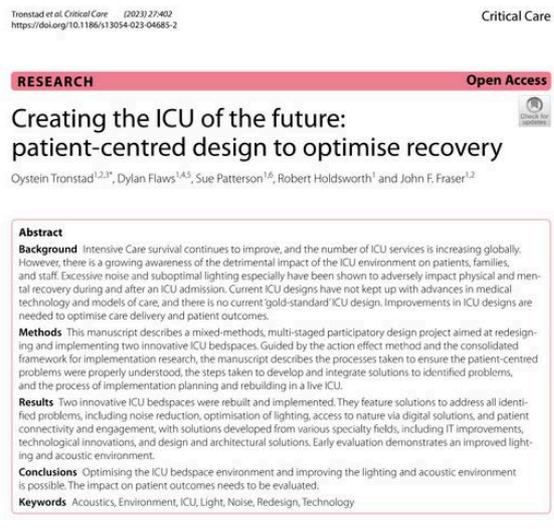 Tronstad et al. Critical Care (2023) 27:402
https://doi.org/10.1186/s13054-023-04685-2
Critical Care
RESEARCH
Open Access
Check for
updates
Creating the ICU of the future:
patient-centred design to optimise recovery
Oystein Tronstad1,2,3*, Dylan Flaws1,4,5, Sue Patterson1,6, Robert Holdsworth1 and John F. Fraser1,2
Abstract
Background Intensive Care survival continues to improve, and the number of ICU services is increasing globally.
However, there is a growing awareness of the detrimental impact of the ICU environment on patients, families,
and staff. Excessive noise and suboptimal lighting especially have been shown to adversely impact physical and men-
tal recovery during and after an ICU admission. Current ICU designs have not kept up with advances in medical
technology and models of care, and there is no current 'gold-standard' ICU design. Improvements in ICU designs are
needed to optimise care delivery and patient outcomes.
Methods This manuscript describes a mixed-methods, multi-staged participatory design project aimed at redesign-
ing and implementing two innovative ICU bedspaces. Guided by the action effect method and the consolidated
framework for implementation research, the manuscript describes the processes taken to ensure the patient-centred
problems were properly understood, the steps taken to develop and integrate solutions to identified problems,
and the process of implementation planning and rebuilding in a live ICU.
Results Two innovative ICU bedspaces were rebuilt and implemented. They feature solutions to address all identi-
fied problems, including noise reduction, optimisation of lighting, access to nature via digital solutions, and patient
connectivity and engagement, with solutions developed from various specialty fields, including IT improvements,
technological innovations, and design and architectural solutions. Early evaluation demonstrates an improved light-
ing and acoustic environment.
Conclusions Optimising the ICU bedspace environment and improving the lighting and acoustic environment
is possible. The impact on patient outcomes needs to be evaluated.
Keywords Acoustics, Environment, ICU, Light, Noise, Redesign, Technology